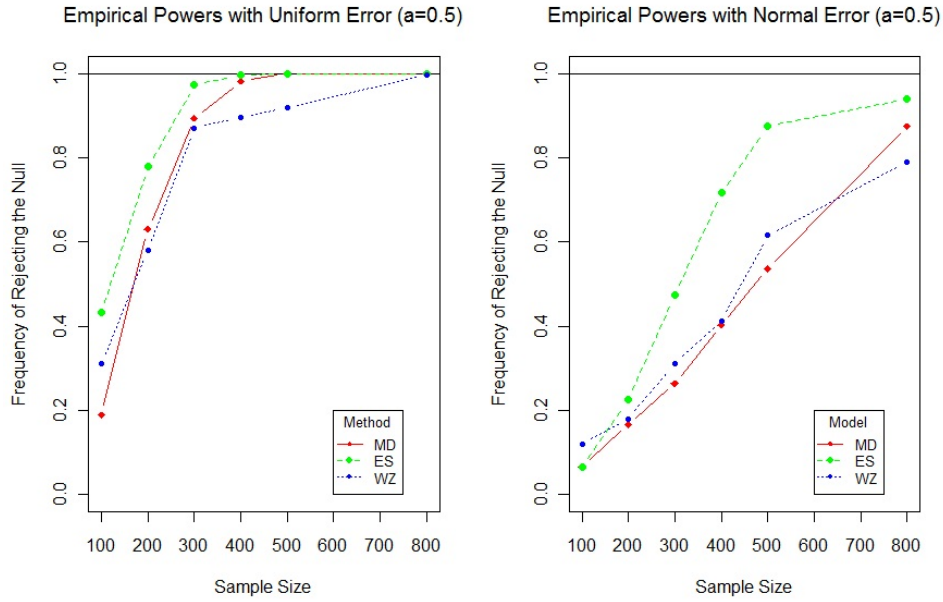 Empirical Powers with Uniform Error (a=0.5)
Frequency of Rejecting the Null
1.0
0.8
0.6
0.4
0.2
0.0
Method
MD
ES
WZ
100 200 300 400 500 600 700 800
Sample Size
Empirical Powers with Normal Error (a=0.5)
Frequency of Rejecting the Null
1.0
0.8
0.6
0.4
0.2
0.0
Model
MD
ES
WZ
100 200 300 400 500 600 700 800
Sample Size